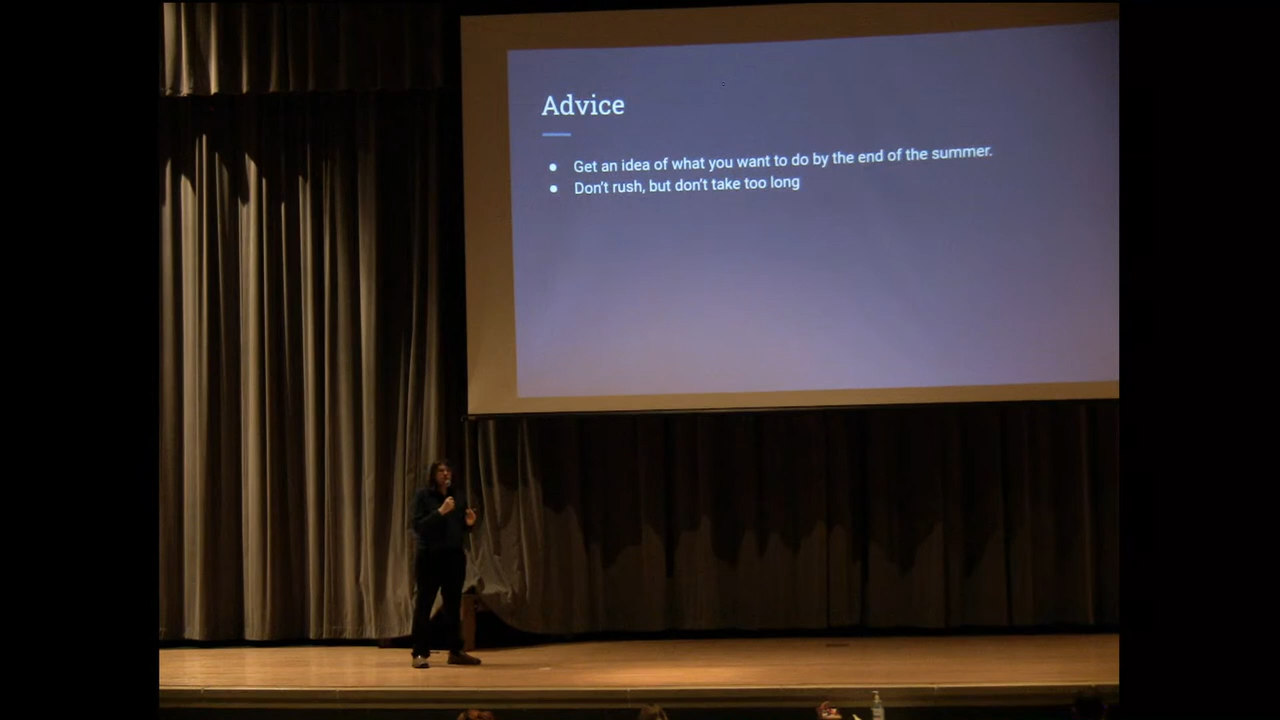 Advice
Get an idea of what you want to do by the end of the summer.
Don't rush, but don't take too long